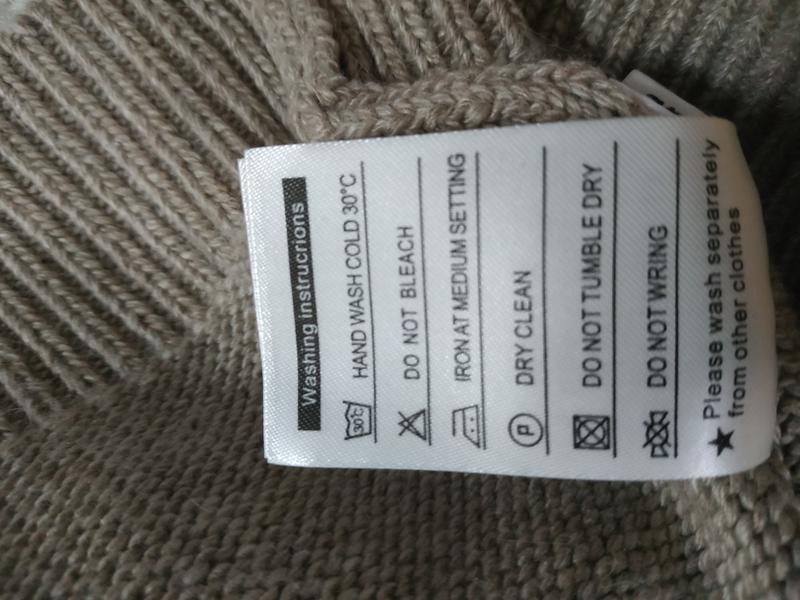 Washing instrucrions
30℃ HAND WASH COLD 30°C
DO NOT BLEACH
IRON AT MEDIUM SETTING
P DRY CLEAN
DO NOT TUMBLE DRY
DO NOT WRING
★ Please wash separately
from other clothes